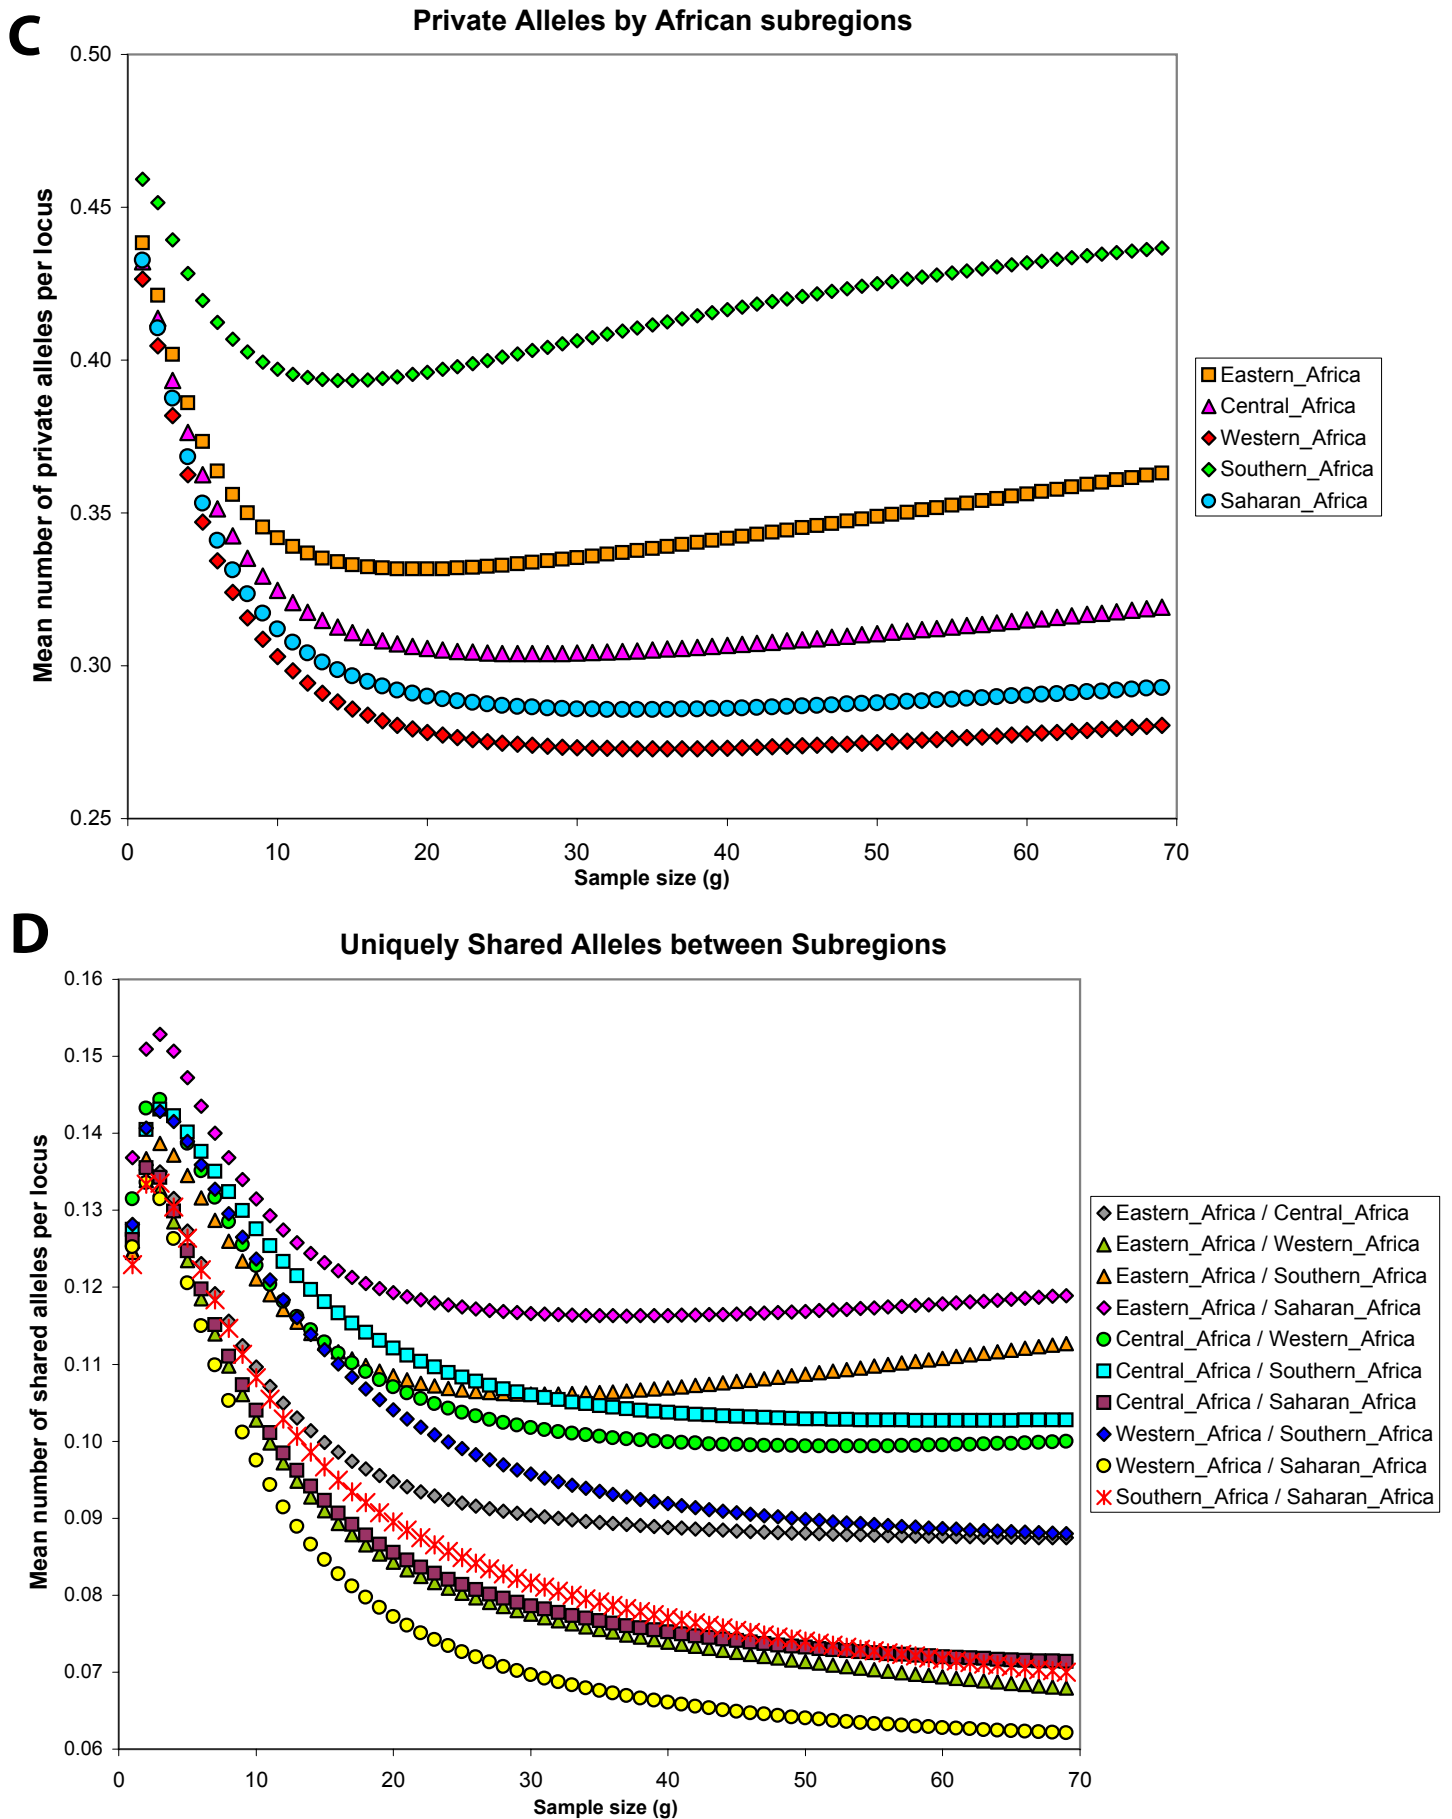 C
Private Alleles by African subregions
Mean number of private alleles per locus
0.50
0.45
0.40
0.35
0.30
0.25
0 10 20 30 40 50 60 70
Sample size (g)
Eastern_Africa
Central_Africa
Western_Africa
Southern_Africa
Saharan_Africa
D
Uniquely Shared Alleles between Subregions
Mean number of shared alleles per locus
0.16
0.15
0.14
0.13
0.12
0.11
0.10
0.09
0.08
0.07
0.06
0 10 20 30 40 50 60 70
Sample size (g)
Eastern_Africa / Central_Africa
Eastern_Africa / Western_Africa
Eastern_Africa / Southern_Africa
Eastern_Africa / Saharan_Africa
Central_Africa / Western_Africa
Central_Africa / Southern_Africa
Central_Africa / Saharan_Africa
Western_Africa / Southern_Africa
Western_Africa / Saharan_Africa
Southern_Africa / Saharan_Africa